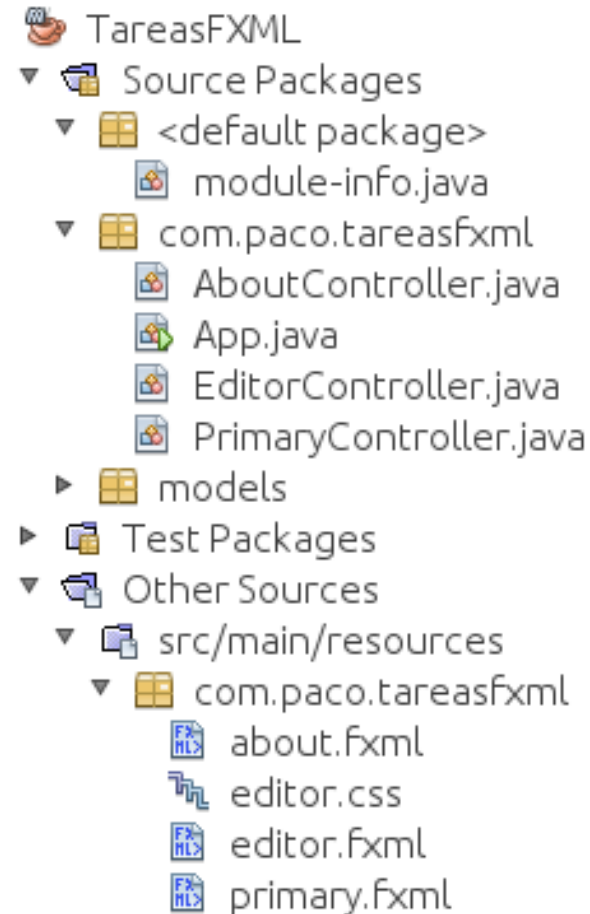 TareasFXML
Source Packages
<default package>
module-info.java
com.paco.tareasfxml
AboutController.java
App.java
EditorController.java
PrimaryController.java
models
Test Packages
Other Sources
src/main/resources
com.paco.tareasfxml
about.fxml
editor.css
editor.fxml
primary.fxml